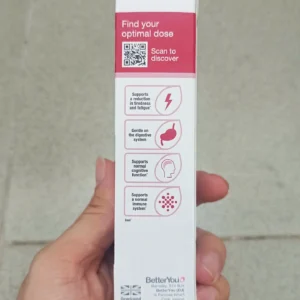 Find your
optimal dose
Scan to
discover
Supports
a reduction
in tiredness
and fatigue
Gentle on
the digestive
system
Supports
normal
cognitive
function
Supports
a normal
immune
system
BetterYou